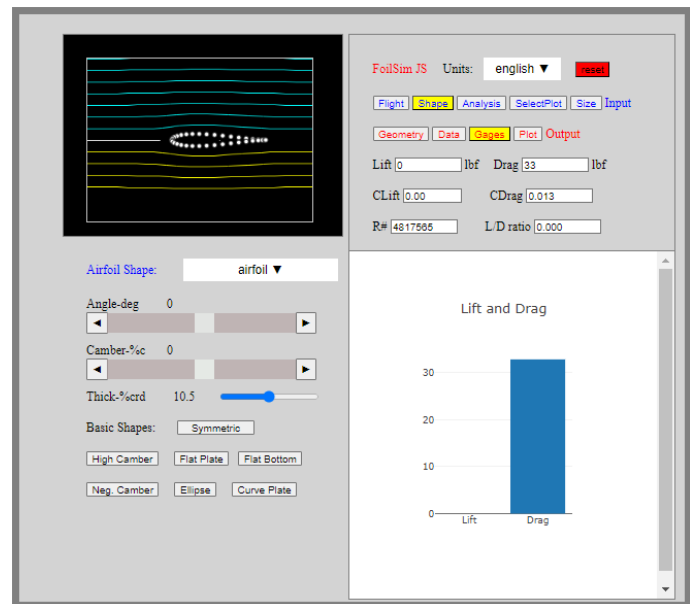 FoilSim JS Units: english ▼ reset
Flight Shape Analysis SelectPlot Size Input
Geometry Data Gages Plot Output
Lift 0 lbf Drag 33 lbf
CLift 0.00 CDrag 0.013
R# 4817565 L/D ratio 0.000
Airfoil Shape: airfoil ▼
Angle-deg 0
Camber-%c 0
Thick-%crd 10.5
Basic Shapes: Symmetric
High Camber Flat Plate Flat Bottom
Neg. Camber Ellipse Curve Plate
Lift and Drag
30
20
10
0
Lift Drag